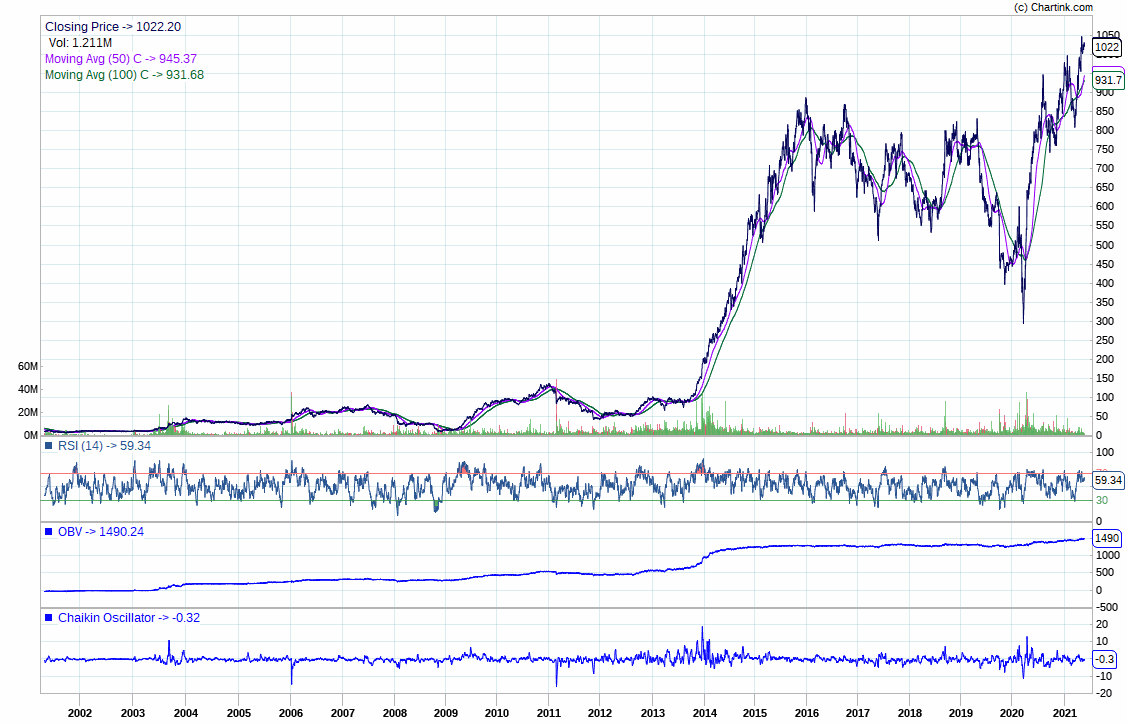 (c) Chartink.com
Closing Price -> 1022.20
Vol: 1.211M
Moving Avg (50) C -> 945.37
Moving Avg (100) C -> 931.68
1050
1022
931.7
900
850
800
750
700
650
600
550
500
450
400
350
300
250
200
150
100
50
0
60M
40M
20M
0M
RSI (14) -> 59.34
100
59.34
30
0
OBV -> 1490.24
1490
1000
500
0
-500
Chaikin Oscillator -> -0.32
20
10
-0.3
-10
-20
2002 2003 2004 2005 2006 2007 2008 2009 2010 2011 2012 2013 2014 2015 2016 2017 2018 2019 2020 2021